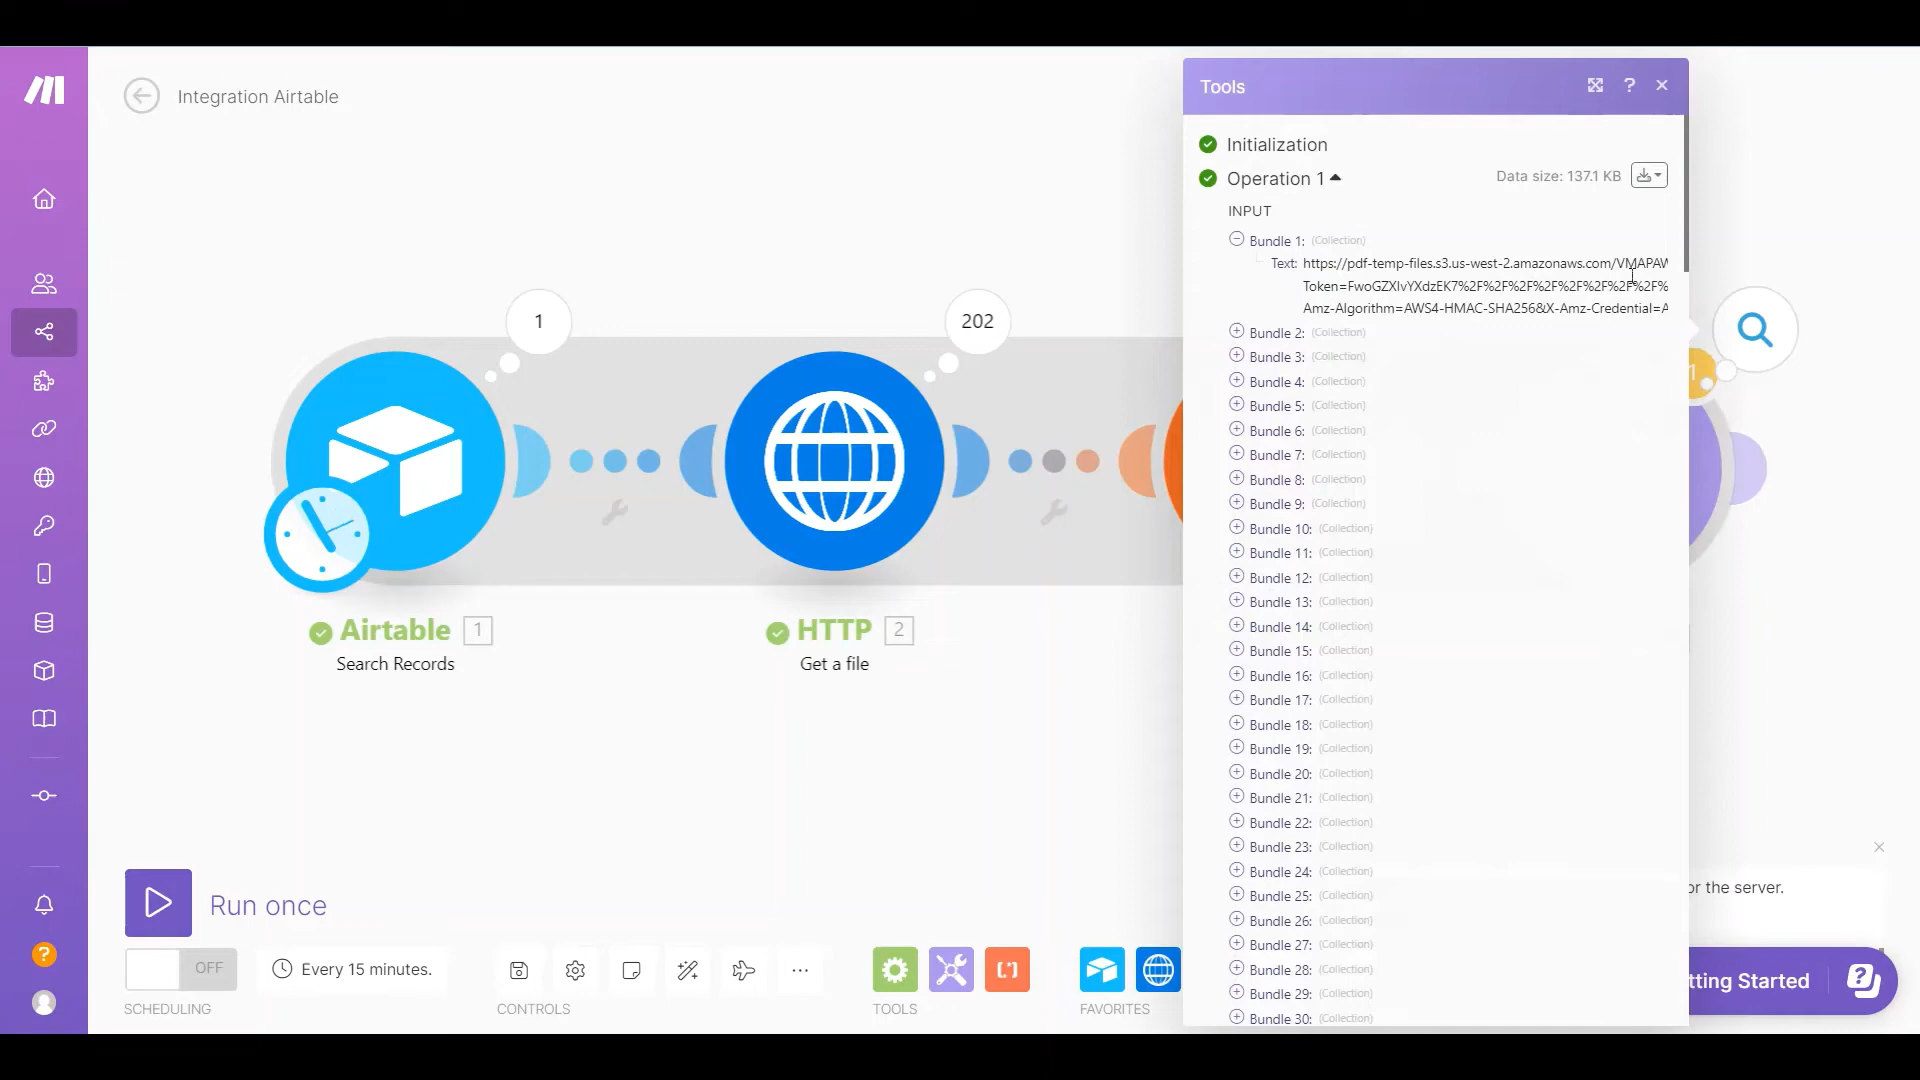 Integration Airtable
1
202
Airtable 1
Search Records
HTTP 2
Get a file
Run once
OFF
Every 15 minutes.
SCHEDULING
CONTROLS
TOOLS
FAVORITES
Tools
Initialization
Operation 1
Data size: 137.1 KB
INPUT
Bundle 1: (Collection)
Text: https://pdf-temp-files.s3.us-west-2.amazonaws.com/VMAPAW
Token=FwoGZXIvYXdzEK7%2F%2F%2F%2F%2F%2F%2F%2F%
Amz-Algorithm=AWS4-HMAC-SHA256&X-Amz-Credential=A
Bundle 2: (Collection)
Bundle 3: (Collection)
Bundle 4: (Collection)
Bundle 5: (Collection)
Bundle 6: (Collection)
Bundle 7: (Collection)
Bundle 8: (Collection)
Bundle 9: (Collection)
Bundle 10: (Collection)
Bundle 11: (Collection)
Bundle 12: (Collection)
Bundle 13: (Collection)
Bundle 14: (Collection)
Bundle 15: (Collection)
Bundle 16: (Collection)
Bundle 17: (Collection)
Bundle 18: (Collection)
Bundle 19: (Collection)
Bundle 20: (Collection)
Bundle 21: (Collection)
Bundle 22: (Collection)
Bundle 23: (Collection)
Bundle 24: (Collection)
Bundle 25: (Collection)
Bundle 26: (Collection)
Bundle 27: (Collection)
Bundle 28: (Collection)
Bundle 29: (Collection)
Bundle 30: (Collection)
1
or the server.
tting Started